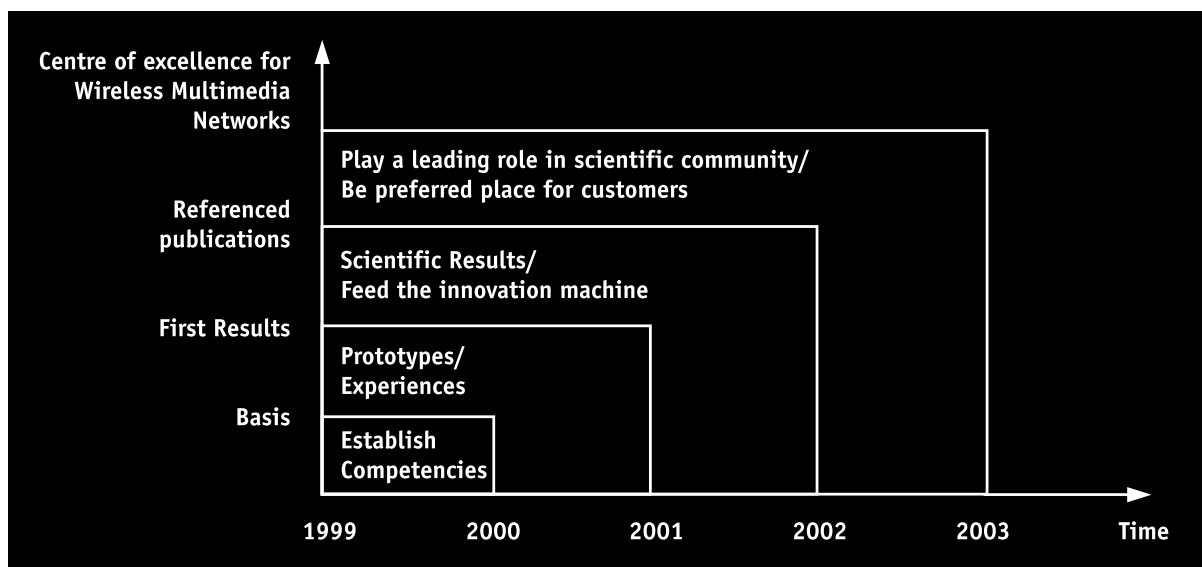 Centre of excellence for
Wireless Multimedia
Networks
Play a leading role in scientific community/
Be preferred place for customers
Referenced
publications
Scientific Results/
Feed the innovation machine
First Results
Prototypes/
Experiences
Basis
Establish
Competencies
1999 2000 2001 2002 2003 Time